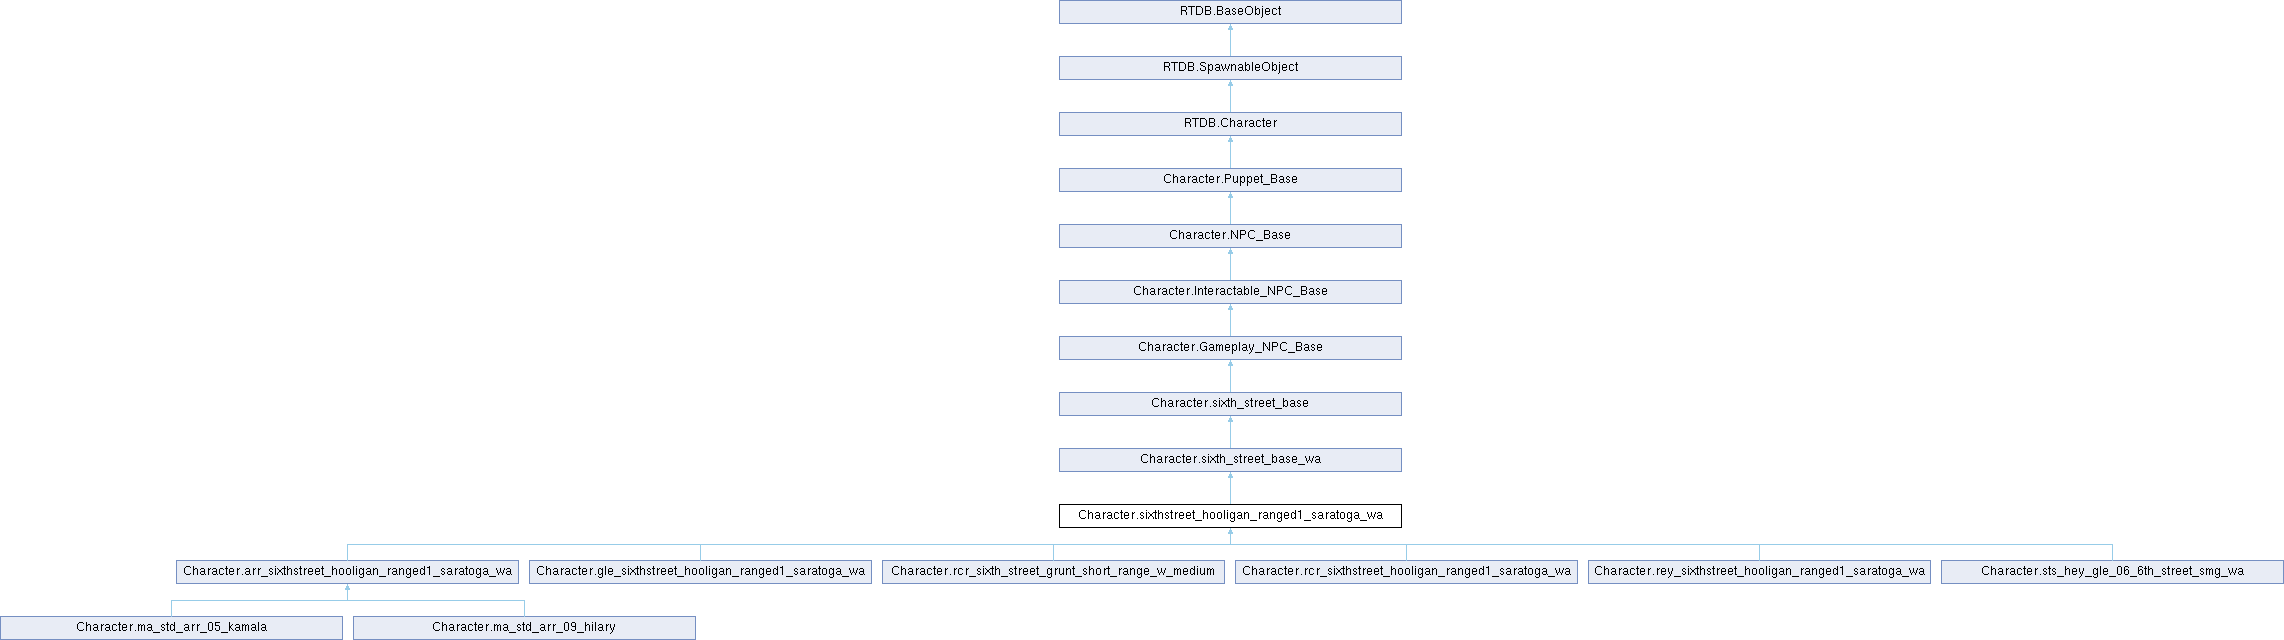 RTDB.BaseObject
RTDB.SpawnableObject
RTDB.Character
Character.Puppet_Base
Character.NPC_Base
Character.Interactable_NPC_Base
Character.Gameplay_NPC_Base
Character.sixth_street_base
Character.sixth_street_base_wa
Character.sixthstreet_hooligan_ranged1_saratoga_wa
Character.arr_sixthstreet_hooligan_ranged1_saratoga_wa
Character.gle_sixthstreet_hooligan_ranged1_saratoga_wa
Character.rcr_sixth_street_grunt_short_range_w_medium
Character.rcr_sixthstreet_hooligan_ranged1_saratoga_wa
Character.rey_sixthstreet_hooligan_ranged1_saratoga_wa
Character.sts_hey_gle_06_6th_street_smg_wa
Character.ma_std_arr_05_kamala
Character.ma_std_arr_09_hilary